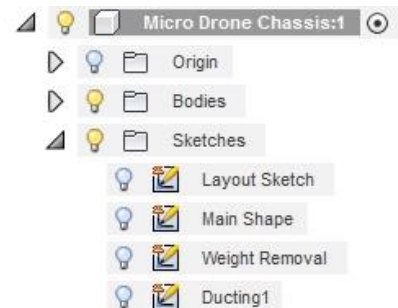 Micro Drone Chassis:1
Origin
Bodies
Sketches
Layout Sketch
Main Shape
Weight Removal
Ducting1